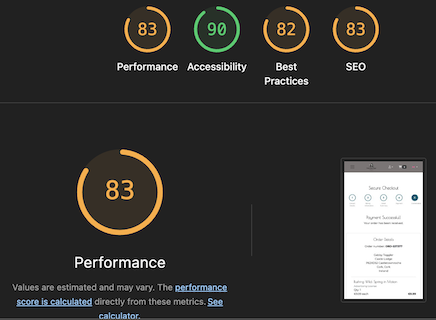 83
90
82
83
Performance
Accessibility
Best
Practices
SEO
83
Performance
Values are estimated and may vary. The performance
score is calculated directly from these metrics. See
calculator.
Secure Checkout
Payment Successful!
Order Details